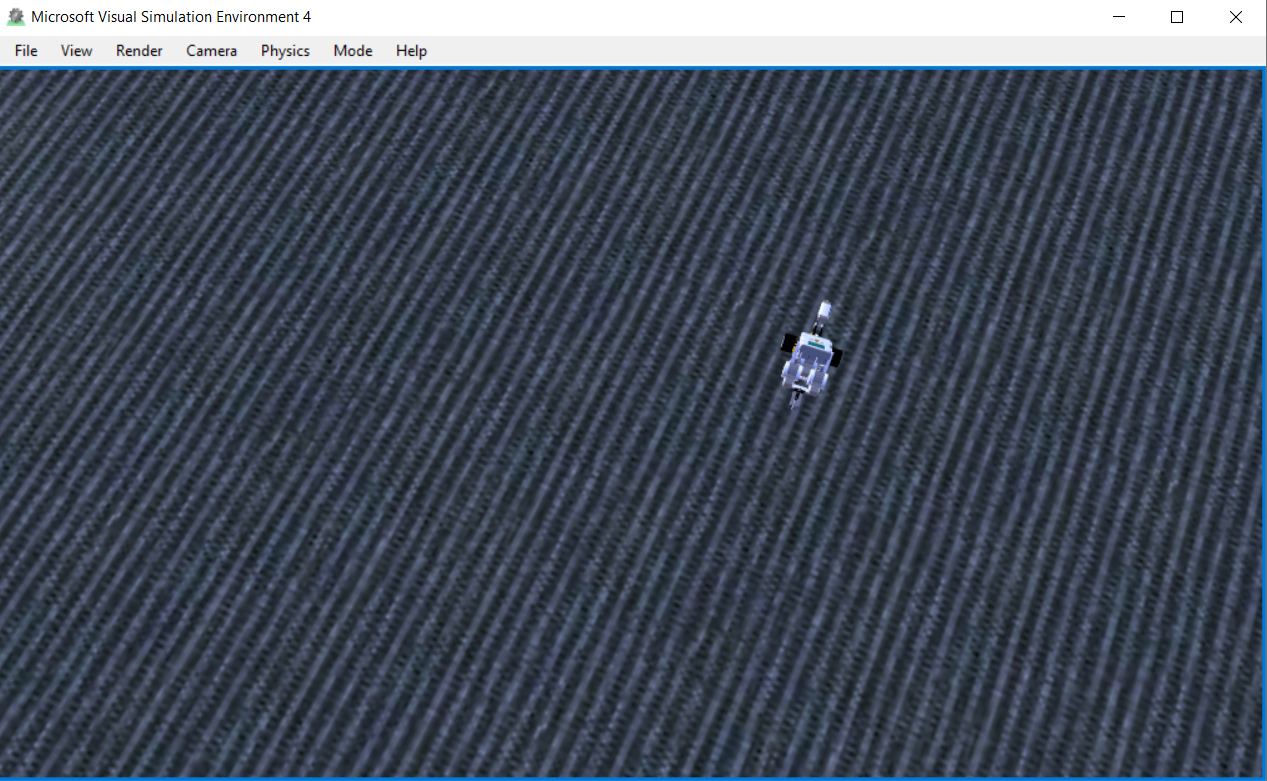 Microsoft Visual Simulation Environment 4
File View Render Camera Physics Mode Help